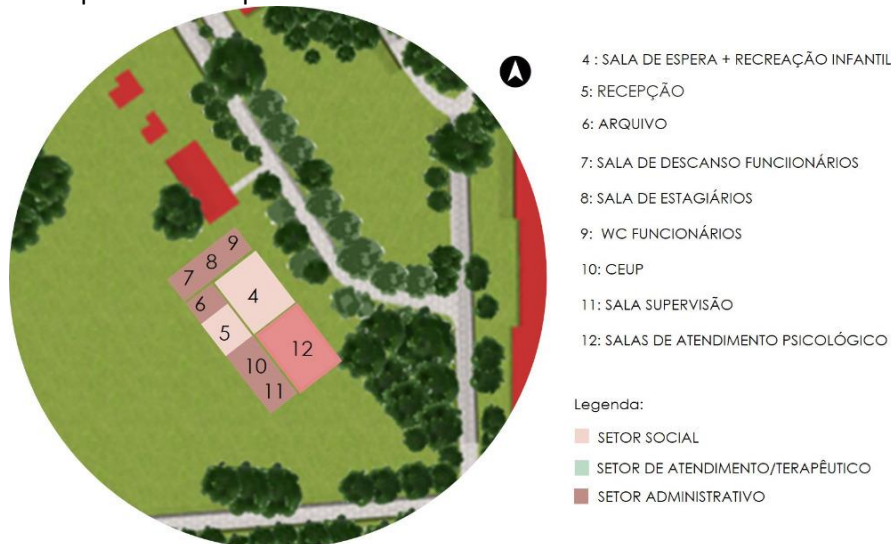 4 : SALA DE ESPERA + RECREAÇÃO INFANTIL
5: RECEPÇÃO
6: ARQUIVO
7: SALA DE DESCANSO FUNCIIONÁRIOS
8: SALA DE ESTAGIÁRIOS
9: WC FUNCIONÁRIOS
10: CEUP
11: SALA SUPERVISÃO
12: SALAS DE ATENDIMENTO PSICOLÓGICO
Legenda:
SETOR SOCIAL
SETOR DE ATENDIMENTO/TERAPÊUTICO
SETOR ADMINISTRATIVO
9
8
7
6
4
5
12
10
11